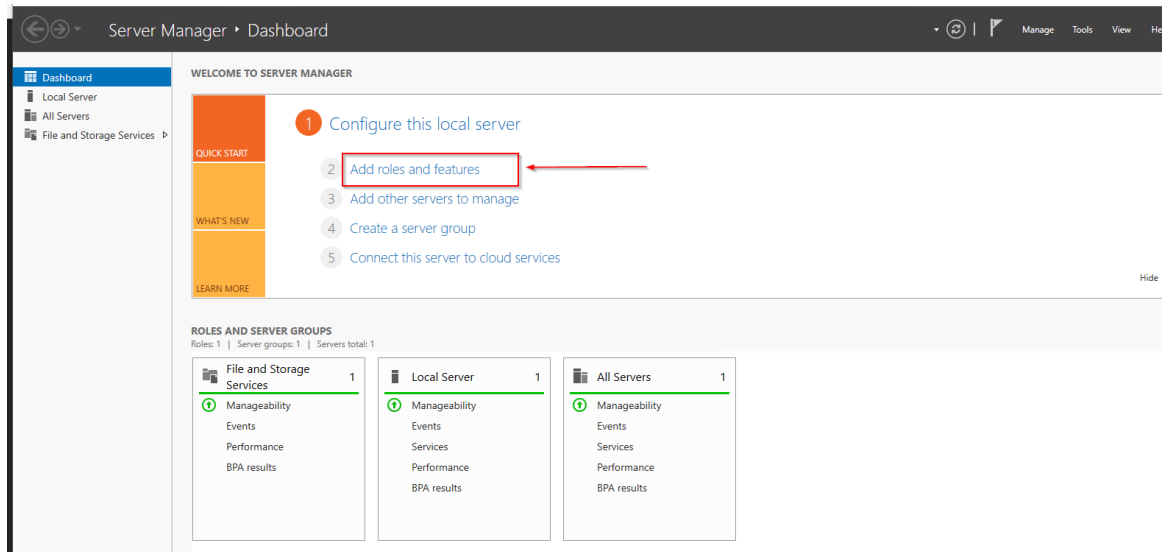 Server Manager • Dashboard
Manage Tools View He
Dashboard
Local Server
All Servers
File and Storage Services
WELCOME TO SERVER MANAGER
QUICK START
WHAT'S NEW
LEARN MORE
1 Configure this local server
2 Add roles and features
3 Add other servers to manage
4 Create a server group
5 Connect this server to cloud services
Hide
ROLES AND SERVER GROUPS
Roles: 1 | Server groups: 1 | Servers total: 1
File and Storage
Services 1
Manageability
Events
Performance
BPA results
Local Server 1
Manageability
Events
Services
Performance
BPA results
All Servers 1
Manageability
Events
Services
Performance
BPA results